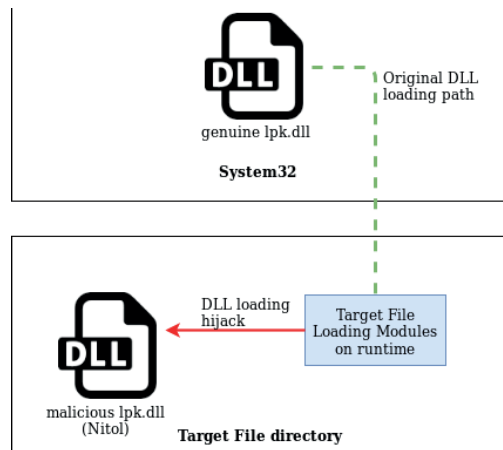 DLL
genuine lpk.dll
System32
Original DLL
loading path
DLL loading
hijack
Target File
Loading Modules
on runtime
DLL
malicious lpk.dll
(Nitol)
Target File directory